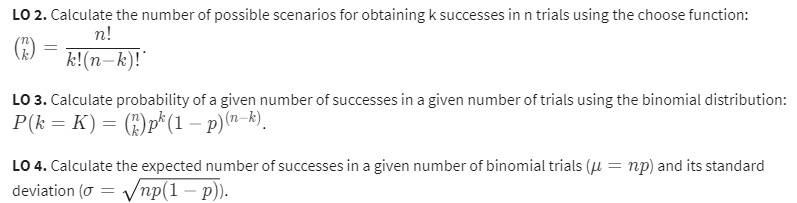 LO 2. Calculate the number of possible scenarios for obtaining k successes in n trials using the choose function:
$\binom{n}{k} = \frac{n!}{k!(n-k)!}$.
LO 3. Calculate probability of a given number of successes in a given number of trials using the binomial distribution:
$P(k = K) = \binom{n}{k} p^k (1 - p)^{(n-k)}$.
LO 4. Calculate the expected number of successes in a given number of binomial trials ($\mu = np$) and its standard
deviation ($\sigma = \sqrt{np(1 - p)}$).